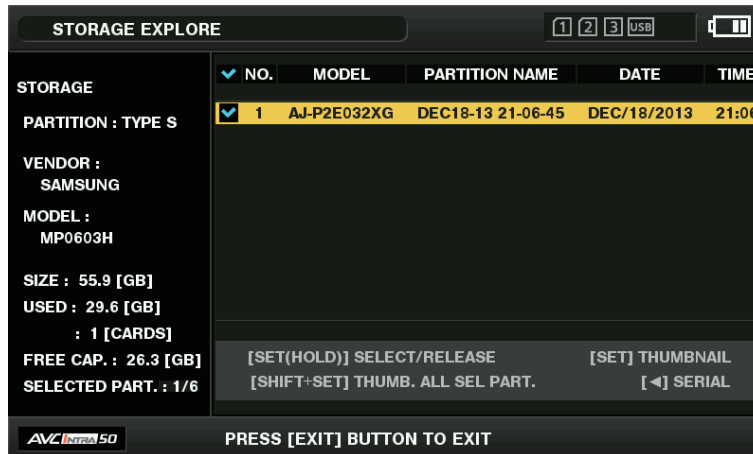 STORAGE EXPLORE
1 2 3 USB
STORAGE
PARTITION : TYPE S
VENDOR :
SAMSUNG
MODEL :
MP0603H
SIZE : 55.9 [GB]
USED : 29.6 [GB]
: 1 [CARDS]
FREE CAP. : 26.3 [GB]
SELECTED PART. : 1/6
NO. MODEL PARTITION NAME DATE TIME
1 AJ-P2E032XG DEC18-13 21-06-45 DEC/18/2013 21:06
[SET(HOLD)] SELECT/RELEASE [SET] THUMBNAIL
[SHIFT+SET] THUMB. ALL SEL PART. [◄] SERIAL
AVC INTRA 50
PRESS [EXIT] BUTTON TO EXIT